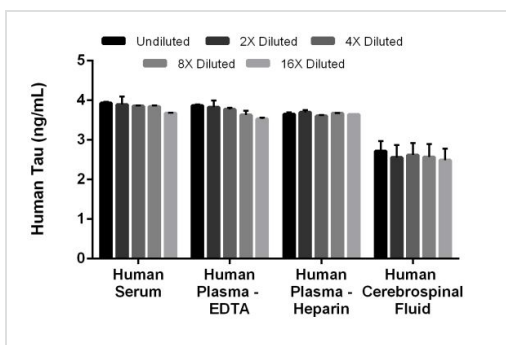 Undiluted 2X Diluted 4X Diluted
8X Diluted 16X Diluted
Human Tau (ng/mL)
5
4
3
2
1
0
Human Serum
Human Plasma - EDTA
Human Plasma - Heparin
Human Cerebrospinal Fluid